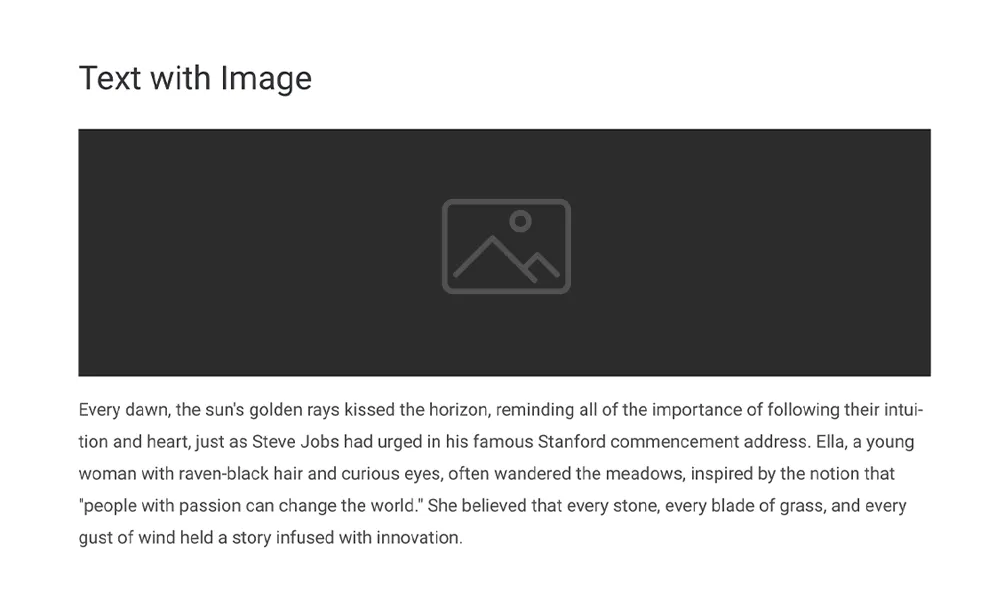 Text with Image
Every dawn, the sun's golden rays kissed the horizon, reminding all of the importance of following their intui-
tion and heart, just as Steve Jobs had urged in his famous Stanford commencement address. Ella, a young
woman with raven-black hair and curious eyes, often wandered the meadows, inspired by the notion that
"people with passion can change the world." She believed that every stone, every blade of grass, and every
gust of wind held a story infused with innovation.